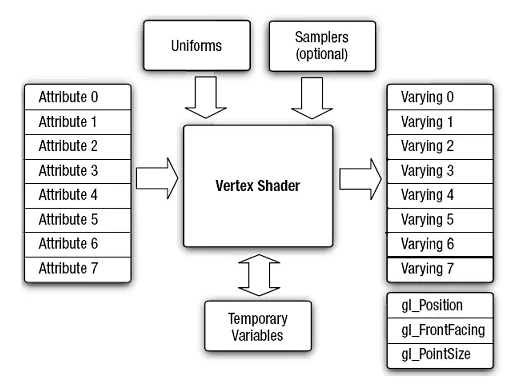 Uniforms
Samplers
(optional)
Attribute 0
Attribute 1
Attribute 2
Attribute 3
Attribute 4
Attribute 5
Attribute 6
Attribute 7
Vertex Shader
Varying 0
Varying 1
Varying 2
Varying 3
Varying 4
Varying 5
Varying 6
Varying 7
Temporary
Variables
gl_Position
gl_FrontFacing
gl_PointSize